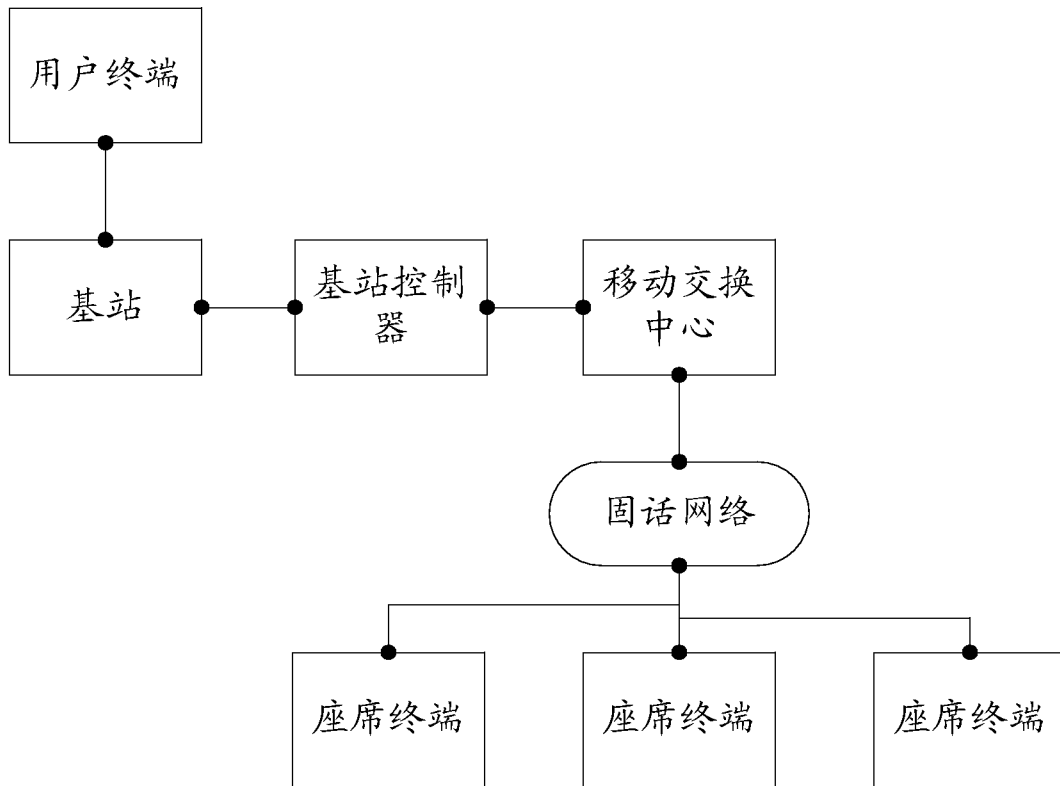 用户终端
基站
基站控制
器
移动交换
中心
固话网络
座席终端
座席终端
座席终端